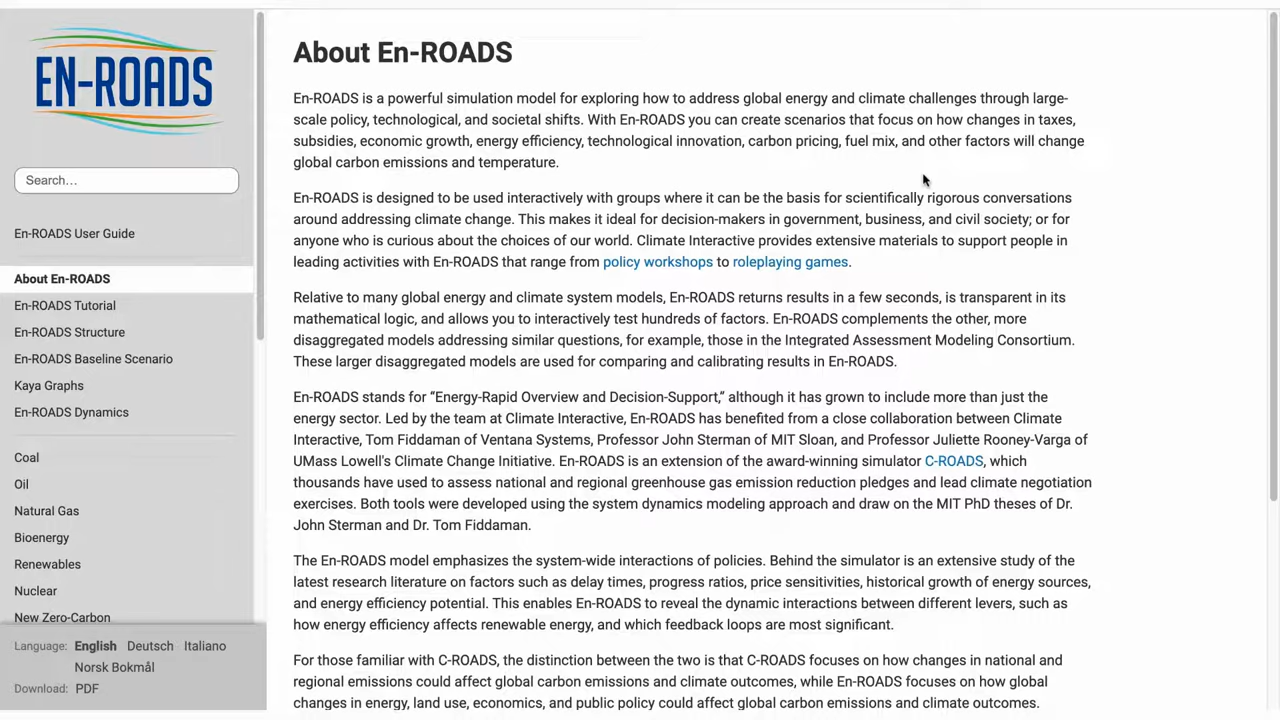 EN-ROADS
Search...
En-ROADS User Guide
About En-ROADS
En-ROADS Tutorial
En-ROADS Structure
En-ROADS Baseline Scenario
Kaya Graphs
En-ROADS Dynamics
Coal
Oil
Natural Gas
Bioenergy
Renewables
Nuclear
New Zero-Carbon
Language: English Deutsch Italiano
Norsk Bokmål
Download: PDF
About En-ROADS
En-ROADS is a powerful simulation model for exploring how to address global energy and climate challenges through large-
scale policy, technological, and societal shifts. With En-ROADS you can create scenarios that focus on how changes in taxes,
subsidies, economic growth, energy efficiency, technological innovation, carbon pricing, fuel mix, and other factors will change
global carbon emissions and temperature.
En-ROADS is designed to be used interactively with groups where it can be the basis for scientifically rigorous conversations
around addressing climate change. This makes it ideal for decision-makers in government, business, and civil society; or for
anyone who is curious about the choices of our world. Climate Interactive provides extensive materials to support people in
leading activities with En-ROADS that range from policy workshops to roleplaying games.
Relative to many global energy and climate system models, En-ROADS returns results in a few seconds, is transparent in its
mathematical logic, and allows you to interactively test hundreds of factors. En-ROADS complements the other, more
disaggregated models addressing similar questions, for example, those in the Integrated Assessment Modeling Consortium.
These larger disaggregated models are used for comparing and calibrating results in En-ROADS.
En-ROADS stands for “Energy-Rapid Overview and Decision-Support,” although it has grown to include more than just the
energy sector. Led by the team at Climate Interactive, En-ROADS has benefited from a close collaboration between Climate
Interactive, Tom Fiddaman of Ventana Systems, Professor John Sterman of MIT Sloan, and Professor Juliette Rooney-Varga of
UMass Lowell's Climate Change Initiative. En-ROADS is an extension of the award-winning simulator C-ROADS, which
thousands have used to assess national and regional greenhouse gas emission reduction pledges and lead climate negotiation
exercises. Both tools were developed using the system dynamics modeling approach and draw on the MIT PhD theses of Dr.
John Sterman and Dr. Tom Fiddaman.
The En-ROADS model emphasizes the system-wide interactions of policies. Behind the simulator is an extensive study of the
latest research literature on factors such as delay times, progress ratios, price sensitivities, historical growth of energy sources,
and energy efficiency potential. This enables En-ROADS to reveal the dynamic interactions between different levers, such as
how energy efficiency affects renewable energy, and which feedback loops are most significant.
For those familiar with C-ROADS, the distinction between the two is that C-ROADS focuses on how changes in national and
regional emissions could affect global carbon emissions and climate outcomes, while En-ROADS focuses on how global
changes in energy, land use, economics, and public policy could affect global carbon emissions and climate outcomes.